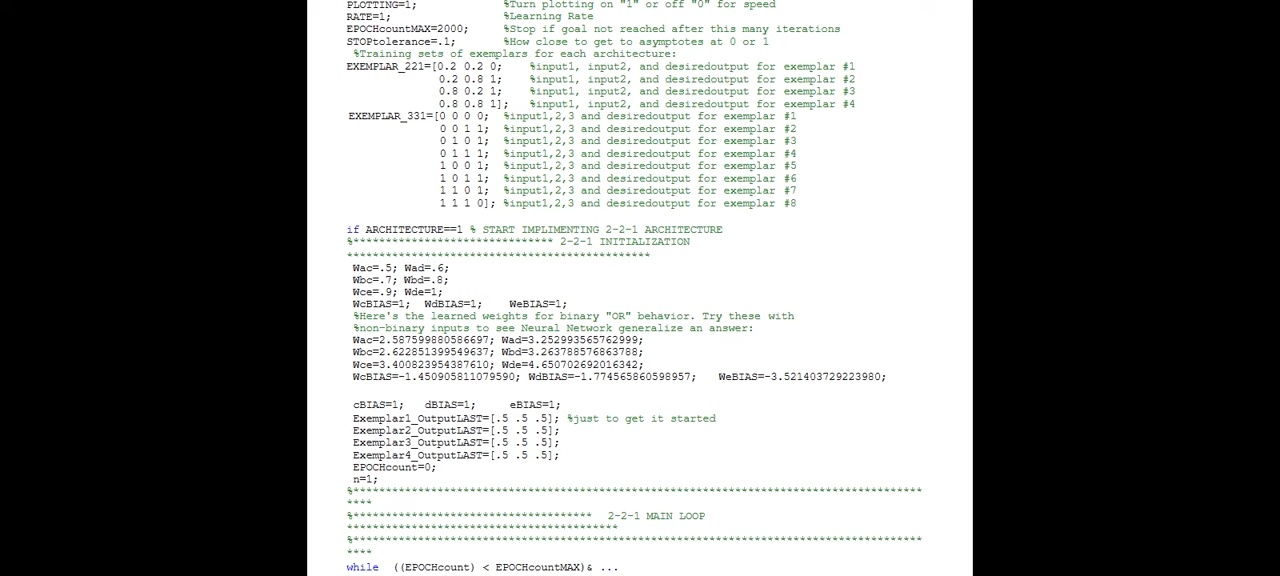 PLOTTING=1; %Turn plotting on "1" or off "0" for speed
RATE=1; %Learning Rate
EPOCHcountMAX=2000; %Stop if goal not reached after this many iterations
STOPtolerance=.1; %How close to get to asymptotes at 0 or 1
%Training sets of exemplars for each architecture:
EXEMPLAR_221=[0.2 0.2 0; %input1, input2, and desiredoutput for exemplar #1
0.2 0.8 1; %input1, input2, and desiredoutput for exemplar #2
0.8 0.2 1; %input1, input2, and desiredoutput for exemplar #3
0.8 0.8 1]; %input1, input2, and desiredoutput for exemplar #4
EXEMPLAR_331=[0 0 0 0; %input1,2,3 and desiredoutput for exemplar #1
0 0 1 1; %input1,2,3 and desiredoutput for exemplar #2
0 1 0 1; %input1,2,3 and desiredoutput for exemplar #3
0 1 1 1; %input1,2,3 and desiredoutput for exemplar #4
1 0 0 1; %input1,2,3 and desiredoutput for exemplar #5
1 0 1 1; %input1,2,3 and desiredoutput for exemplar #6
1 1 0 1; %input1,2,3 and desiredoutput for exemplar #7
1 1 1 0]; %input1,2,3 and desiredoutput for exemplar #8
if ARCHITECTURE==1 % START IMPLIMENTING 2-2-1 ARCHITECTURE
%******************************* 2-2-1 INITIALIZATION
***********************************************
Wac=.5; Wad=.6;
Wbc=.7; Wbd=.8;
Wce=.9; Wde=1;
WcBIAS=1; WdBIAS=1; WeBIAS=1;
%Here's the learned weights for binary "OR" behavior. Try these with
%non-binary inputs to see Neural Network generalize an answer:
Wac=2.587599880586697; Wad=3.252993565762999;
Wbc=2.622851399549637; Wbd=3.263788576863788;
Wce=3.400823954387610; Wde=4.650702692016342;
WcBIAS=-1.450905811079590; WdBIAS=-1.774565860598957; WeBIAS=-3.521403729223980;
cBIAS=1; dBIAS=1; eBIAS=1;
Exemplar1_OutputLAST=[.5 .5 .5]; %just to get it started
Exemplar2_OutputLAST=[.5 .5 .5];
Exemplar3_OutputLAST=[.5 .5 .5];
Exemplar4_OutputLAST=[.5 .5 .5];
EPOCHcount=0;
n=1;
%*****************************************************************************************
****
%************************************* 2-2-1 MAIN LOOP
******************************************
%*****************************************************************************************
****
while ((EPOCHcount) < EPOCHcountMAX)& ...